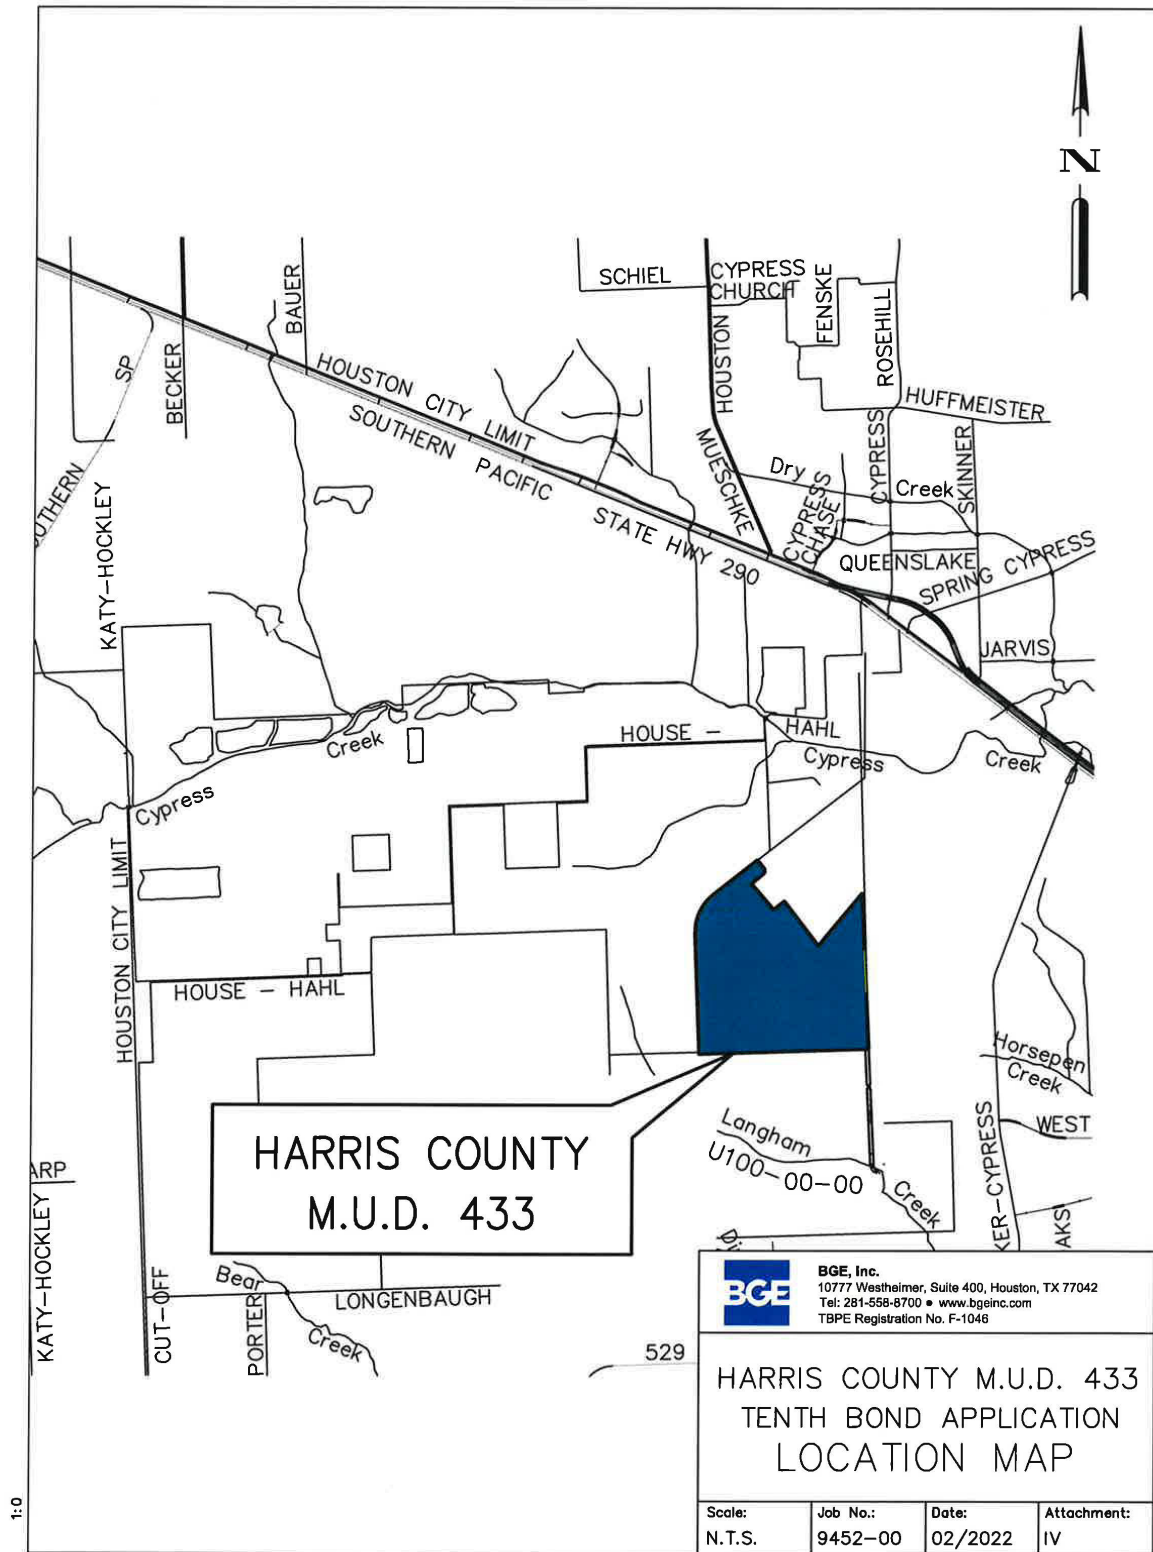 N
SCHIEL
CYPRESS
CHURCH
FENSKE
ROSEHILL
BAUER
SP
BECKER
HOUSTON
HOUSTON CITY LIMIT
SOUTHERN PACIFIC
STATE HWY 290
HUFFMEISTER
MUESCHKE
Dry
Creek
CYPRESS
SKINNER
CYPRESS
CHASE
QUEENSLAKE
SPRING CYPRESS
JARVIS
KATY-HOCKLEY
HOUSE -
HAHL
Cypress
Creek
Creek
Cypress
HOUSTON CITY LIMIT
HOUSE - HAHL
Horsepen
Creek
HARRIS COUNTY
M.U.D. 433
Langham
U100-00-00
Creek
WEST
KER-CYPRESS
AKS
ARP
KATY-HOCKLEY
CUT-OFF
Bear
Creek
PORTER
LONGENBAUGH
529
BGE
BGE, Inc.
10777 Westheimer, Suite 400, Houston, TX 77042
Tel: 281-558-8700 ● www.bgeinc.com
TBPE Registration No. F-1046
HARRIS COUNTY M.U.D. 433
TENTH BOND APPLICATION
LOCATION MAP
Scale:
N.T.S.
Job No.:
9452-00
Date:
02/2022
Attachment:
IV
1:0